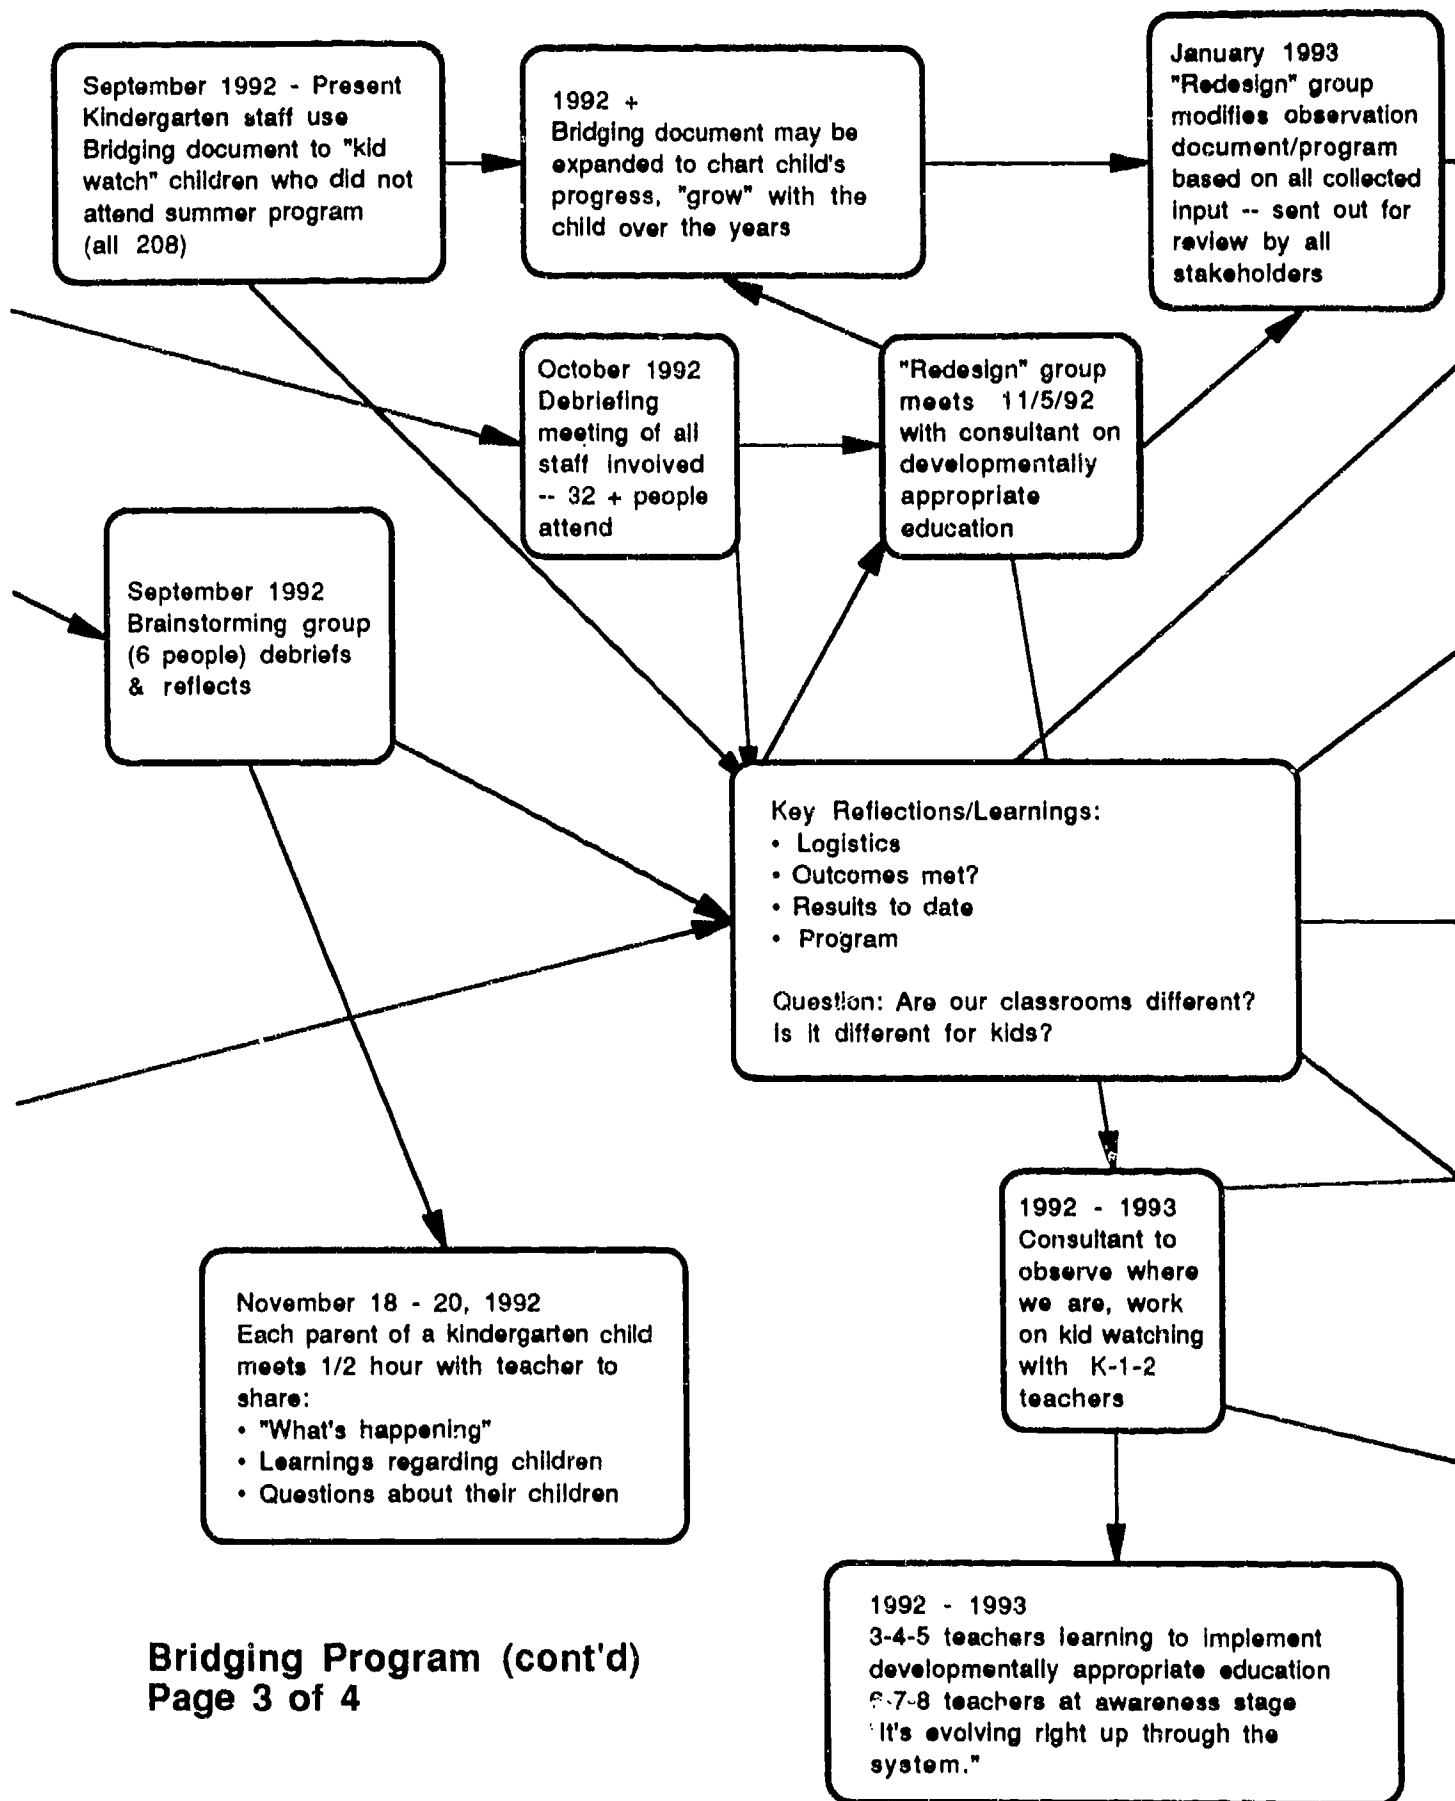 September 1992 - Present
Kindergarten staff use
Bridging document to "kid
watch" children who did not
attend summer program
(all 208)
1992 +
Bridging document may be
expanded to chart child's
progress, "grow" with the
child over the years
January 1993
"Redesign" group
modifies observation
document/program
based on all collected
input -- sent out for
review by all
stakeholders
October 1992
Debriefing
meeting of all
staff involved
-- 32 + people
attend
"Redesign" group
meets 11/5/92
with consultant on
developmentally
appropriate
education
September 1992
Brainstorming group
(6 people) debriefs
& reflects
Key Reflections/Learnings:
• Logistics
• Outcomes met?
• Results to date
• Program
Question: Are our classrooms different?
Is it different for kids?
1992 - 1993
Consultant to
observe where
we are, work
on kid watching
with K-1-2
teachers
November 18 - 20, 1992
Each parent of a kindergarten child
meets 1/2 hour with teacher to
share:
• "What's happening"
• Learnings regarding children
• Questions about their children
1992 - 1993
3-4-5 teachers learning to implement
developmentally appropriate education
6-7-8 teachers at awareness stage
"It's evolving right up through the
system."
Bridging Program (cont'd)
Page 3 of 4